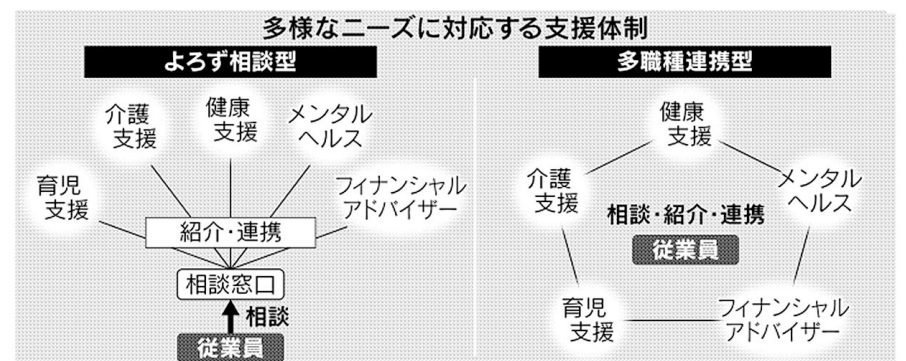 多様なニーズに対応する支援体制
よろず相談型
介護
支援
健康
支援
メンタル
ヘルス
育児
支援
フィナンシャル
アドバイザー
紹介・連携
相談窓口
相談
従業員
多職種連携型
健康
支援
介護
支援
メンタル
ヘルス
相談・紹介・連携
従業員
育児
支援
フィナンシャル
アドバイザー